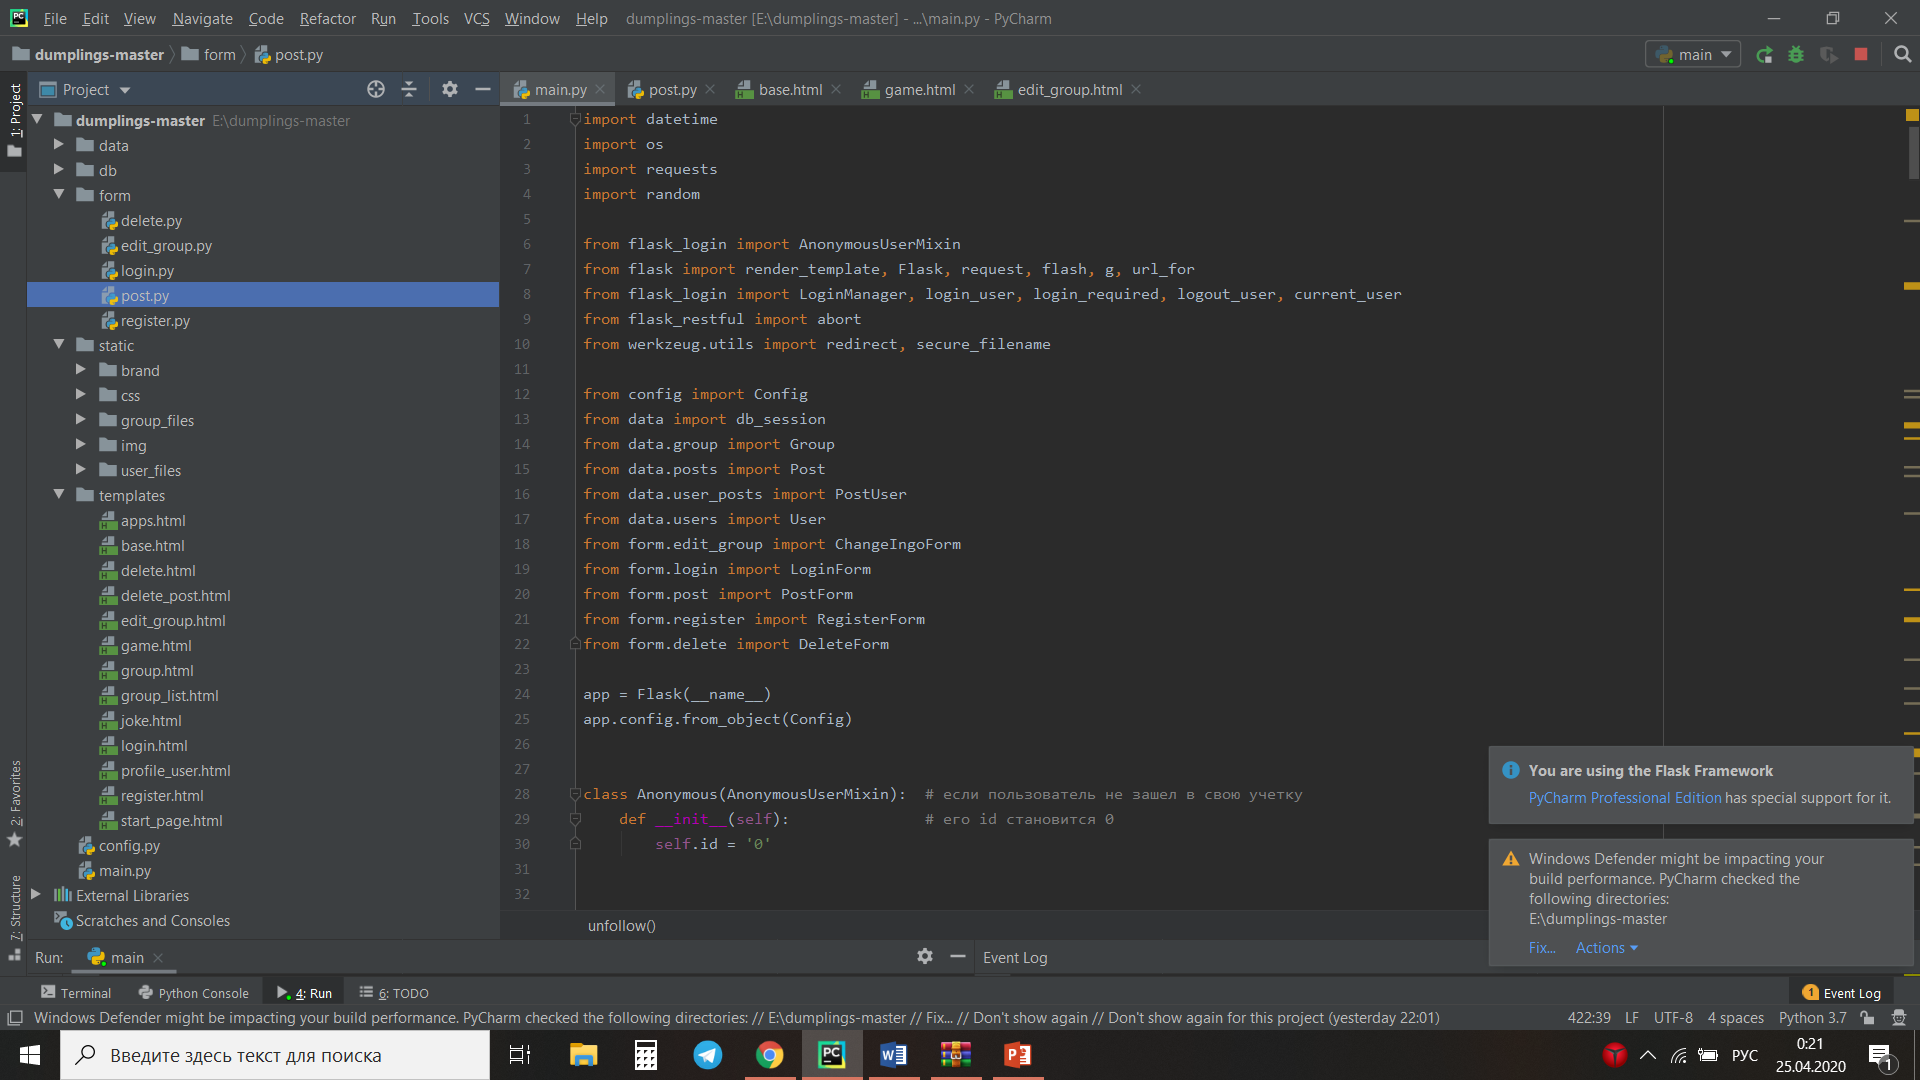 File Edit View Navigate Code Refactor Run Tools VCS Window Help dumplings-master [E:\dumplings-master] - ...\main.py - PyCharm
dumplings-master form post.py main
Project
main.py post.py base.html game.html edit_group.html
1: Project
2: Favorites
7: Structure
dumplings-master E:\dumplings-master
data
db
form
delete.py
edit_group.py
login.py
post.py
register.py
static
brand
css
group_files
img
user_files
templates
apps.html
base.html
delete.html
delete_post.html
edit_group.html
game.html
group.html
group_list.html
joke.html
login.html
profile_user.html
register.html
start_page.html
config.py
main.py
External Libraries
Scratches and Consoles
1 import datetime
2 import os
3 import requests
4 import random
5
6 from flask_login import AnonymousUserMixin
7 from flask import render_template, Flask, request, flash, g, url_for
8 from flask_login import LoginManager, login_user, login_required, logout_user, current_user
9 from flask_restful import abort
10 from werkzeug.utils import redirect, secure_filename
11
12 from config import Config
13 from data import db_session
14 from data.group import Group
15 from data.posts import Post
16 from data.user_posts import PostUser
17 from data.users import User
18 from form.edit_group import ChangeIngoForm
19 from form.login import LoginForm
20 from form.post import PostForm
21 from form.register import RegisterForm
22 from form.delete import DeleteForm
23
24 app = Flask(__name__)
25 app.config.from_object(Config)
26
27
28 class Anonymous(AnonymousUserMixin): # если пользователь не зашел в свою учетку
29 def __init__(self): # его id становится 0
30 self.id = '0'
31
32
unfollow()
You are using the Flask Framework
PyCharm Professional Edition has special support for it.
Windows Defender might be impacting your
build performance. PyCharm checked the
following directories:
E:\dumplings-master
Fix... Actions
Run: main Event Log
Terminal Python Console 4: Run 6: TODO 1 Event Log
Windows Defender might be impacting your build performance. PyCharm checked the following directories: // E:\dumplings-master // Fix... // Don't show again // Don't show again for this project (yesterday 22:01) 422:39 LF UTF-8 4 spaces Python 3.7
Введите здесь текст для поиска
РУС
0:21
25.04.2020
1